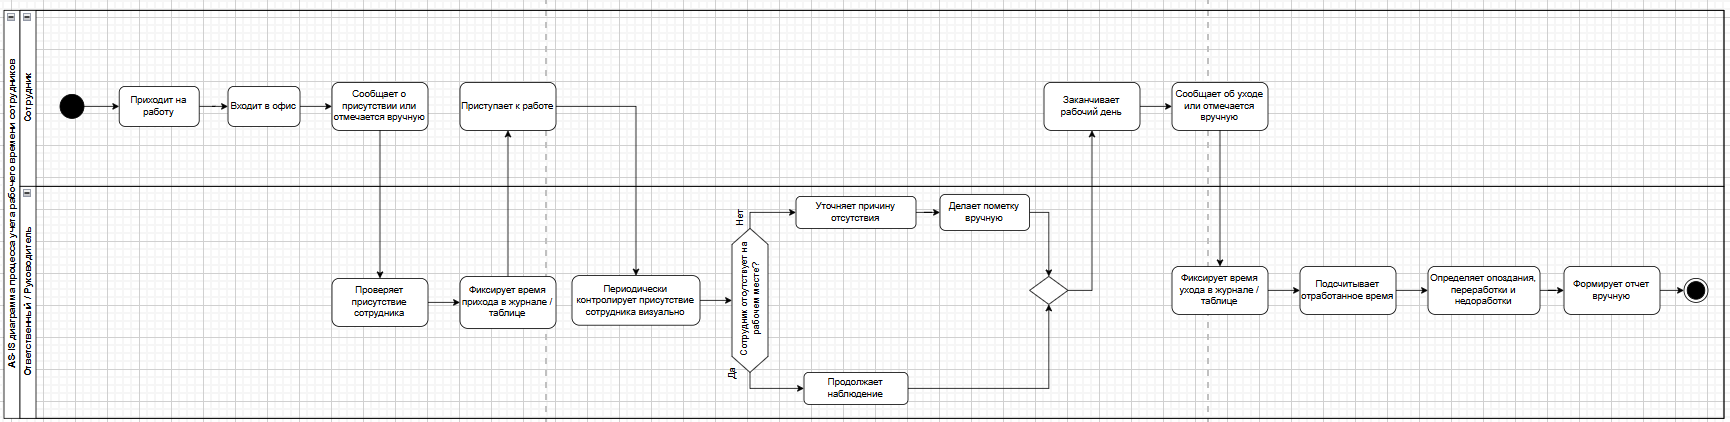 AS-IS диаграмма процесса учета рабочего времени сотрудников
Сотрудник
Приходит на
работу
Входит в офис
Сообщает о
присутствии или
отмечается вручную
Приступает к работе
Заканчивает
рабочий день
Сообщает об уходе
или отмечается
вручную
Ответственный / Руководитель
Проверяет
присутствие
сотрудника
Фиксирует время
прихода в журнале /
таблице
Периодически
контролирует присутствие
сотрудника визуально
Сотрудник отсутствует на
рабочем месте?
Нет
Уточняет причину
отсутствия
Делает пометку
вручную
Да
Продолжает
наблюдение
Фиксирует время
ухода в журнале /
таблице
Подсчитывает
отработанное время
Определяет опоздания,
переработки и
недоработки
Формирует отчет
вручную